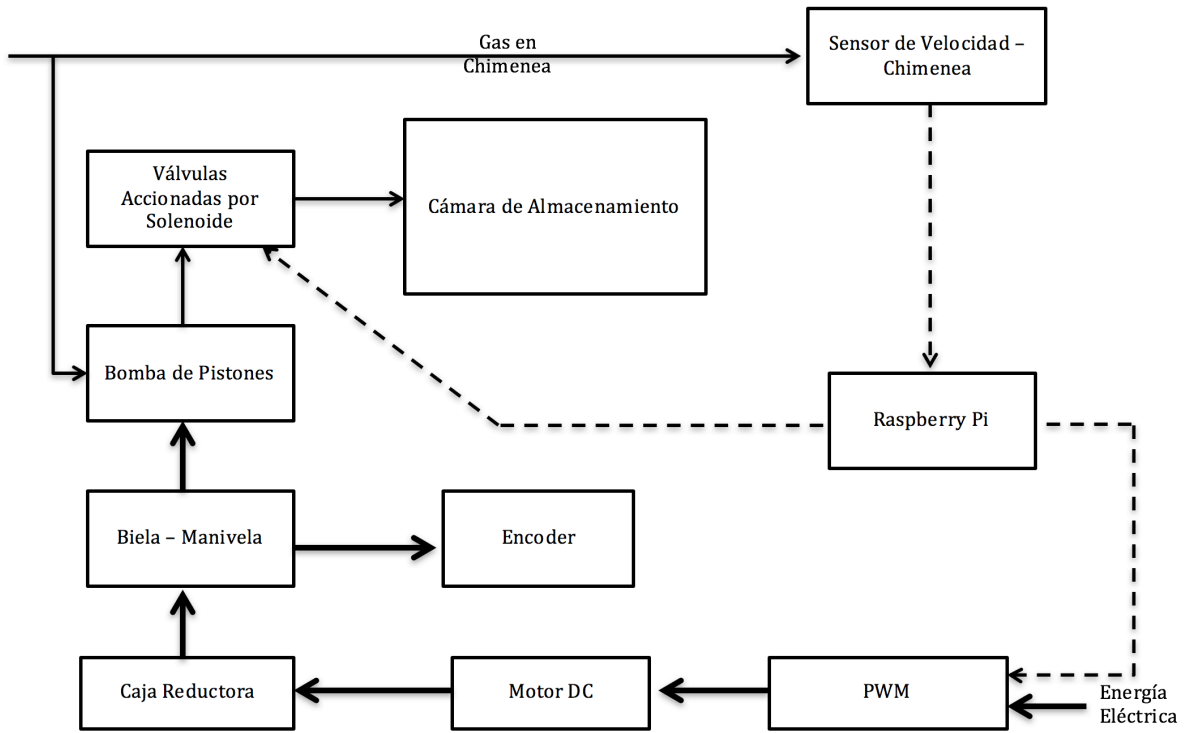 Gas en
Chimenea
Sensor de Velocidad –
Chimenea
Válvulas
Accionadas por
Solenoide
Cámara de Almacenamiento
Bomba de Pistones
Raspberry Pi
Biela – Manivela
Encoder
Caja Reductora
Motor DC
PWM
Energía
Eléctrica